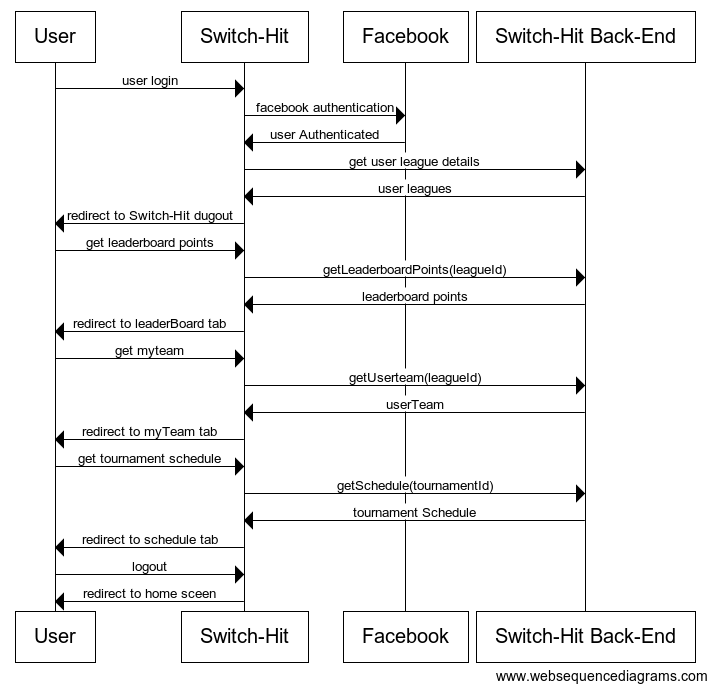 User
Switch-Hit
Facebook
Switch-Hit Back-End
user login
facebook authentication
user Authenticated
get user league details
user leagues
redirect to Switch-Hit dugout
get leaderboard points
getLeaderboardPoints(leagueId)
leaderboard points
redirect to leaderBoard tab
get myteam
getUserteam(leagueId)
userTeam
redirect to myTeam tab
get tournament schedule
getSchedule(tournamentId)
tournament Schedule
redirect to schedule tab
logout
redirect to home sceen
User
Switch-Hit
Facebook
Switch-Hit Back-End
www.websequencediagrams.com